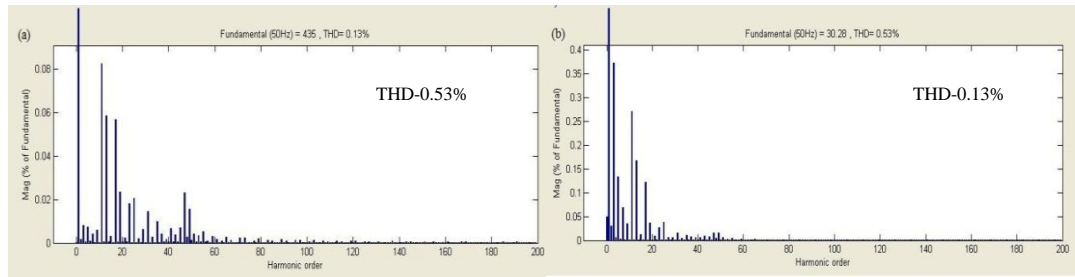 (a)
Fundamental (50Hz) = 435 , THD= 0.13%
THD-0.53%
Mag (% of Fundamental)
0.08
0.06
0.04
0.02
0
0 20 40 60 80 100 120 140 160 180 200
Harmonic order
(b)
Fundamental (50Hz) = 30.28 , THD= 0.53%
THD-0.13%
Mag (% of Fundamental)
0.4
0.35
0.3
0.25
0.2
0.15
0.1
0.05
0
0 20 40 60 80 100 120 140 160 180 200
Harmonic order